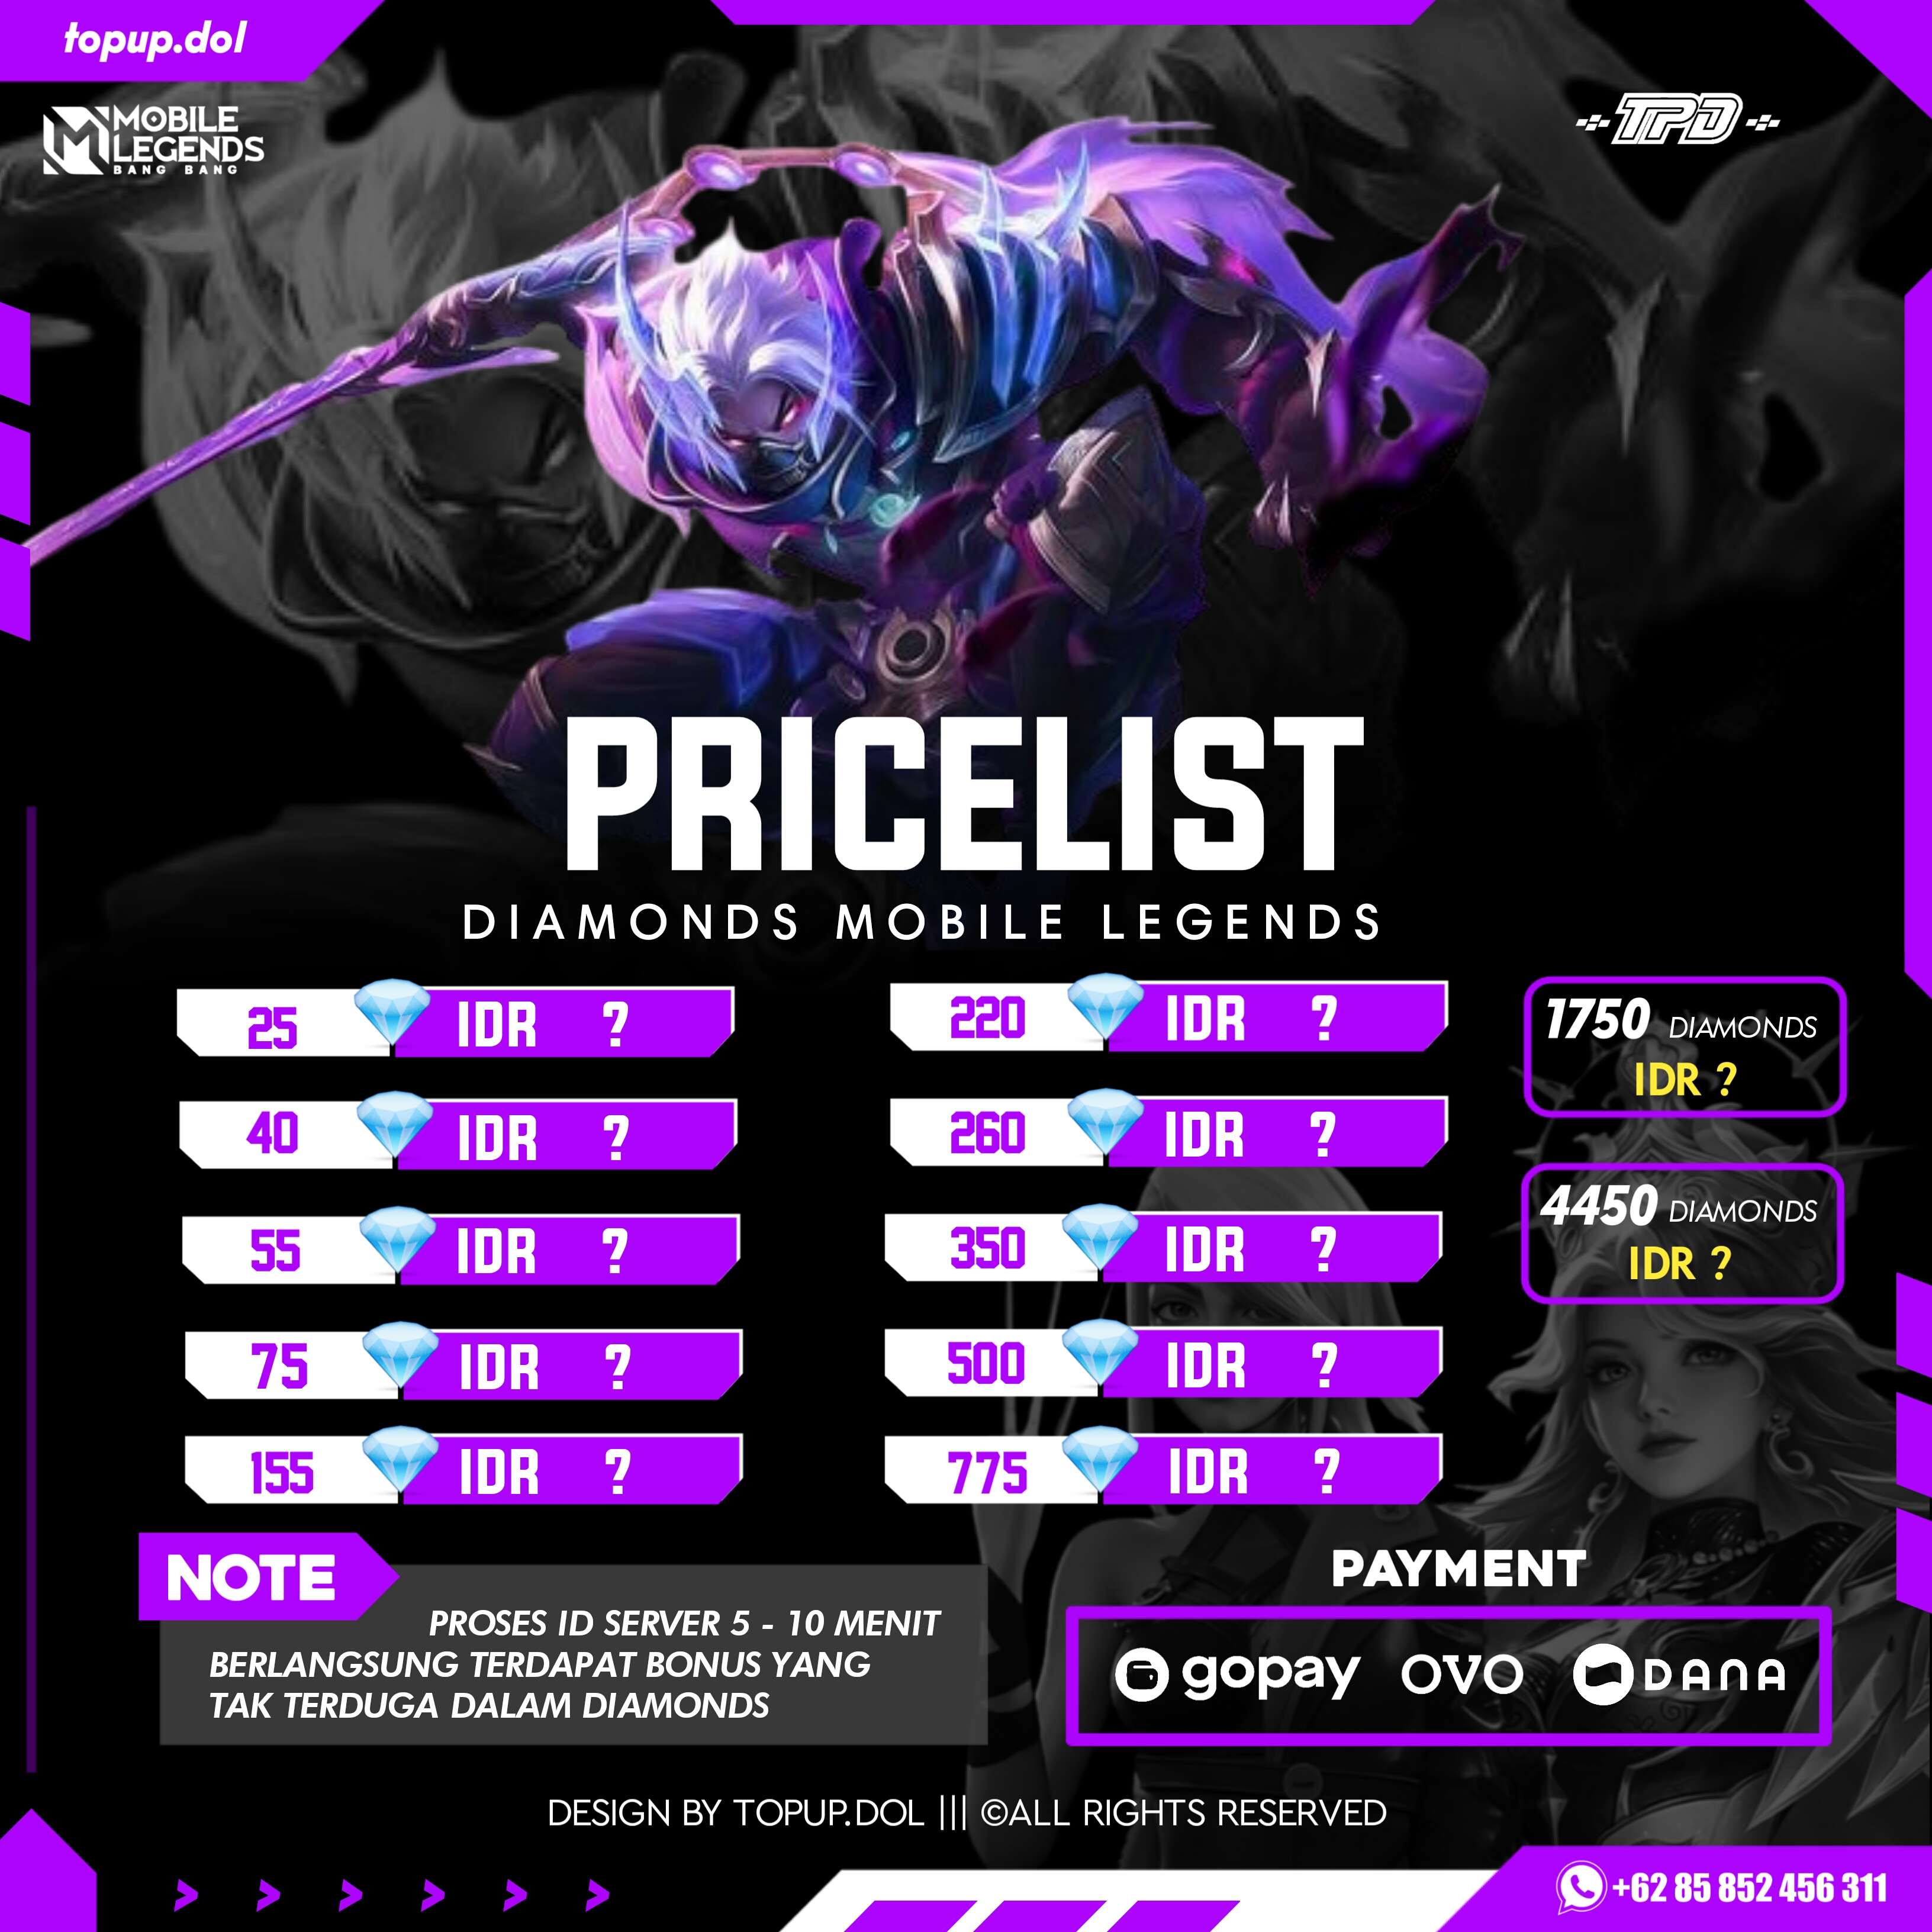 topup.dol
MOBILE
LEGENDS
BANG BANG
TPD
PRICELIST
DIAMONDS MOBILE LEGENDS
25 IDR ?
40 IDR ?
55 IDR ?
75 IDR ?
155 IDR ?
220 IDR ?
260 IDR ?
350 IDR ?
500 IDR ?
775 IDR ?
1750 DIAMONDS
IDR ?
4450 DIAMONDS
IDR ?
NOTE
PROSES ID SERVER 5 - 10 MENIT
BERLANGSUNG TERDAPAT BONUS YANG
TAK TERDUGA DALAM DIAMONDS
PAYMENT
gopay OVO DANA
DESIGN BY TOPUP.DOL ||| ©ALL RIGHTS RESERVED
+62 85 852 456 311